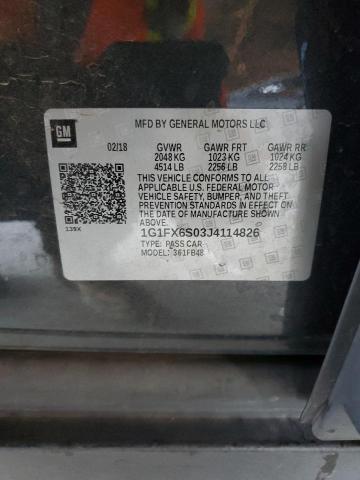 GM
MFD BY GENERAL MOTORS LLC
02/18 GVWR GAWR FRT GAWR RR
2048 KG 1023 KG 1024 KG
4514 LB 2256 LB 2258 LB
THIS VEHICLE CONFORMS TO ALL
APPLICABLE U.S. FEDERAL MOTOR
VEHICLE SAFETY, BUMPER, AND THEFT
PREVENTION STANDARDS IN EFFECT ON
THE DATE OF MANUFACTURE SHOWN
ABOVE.
139X 1G1FX6S03J4114826
TYPE: PASS CAR
MODEL: 361FB48